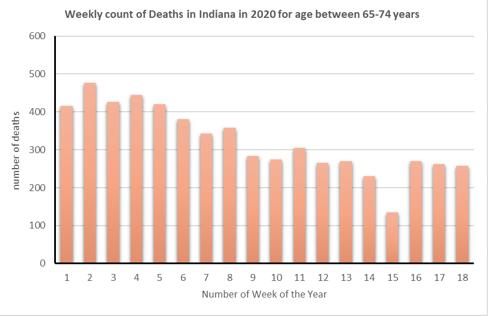 Weekly count of Deaths in Indiana in 2020 for age between 65-74 years
600
500
400
300
200
100
0
number of deaths
1 2 3 4 5 6 7 8 9 10 11 12 13 14 15 16 17 18
Number of Week of the Year